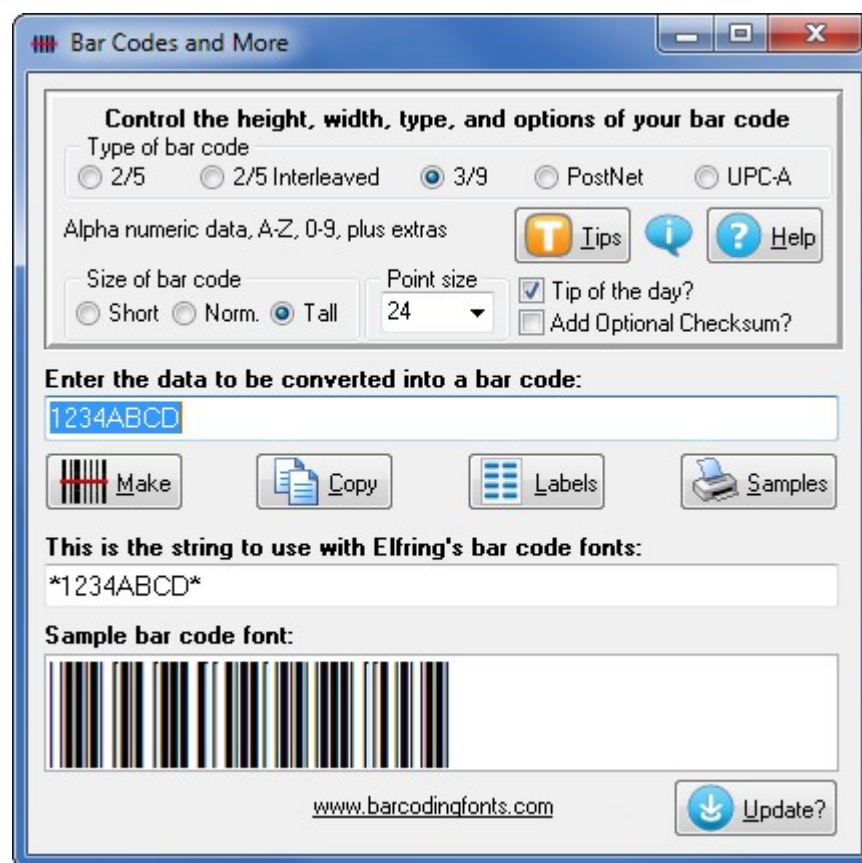 Bar Codes and More
Control the height, width, type, and options of your bar code
Type of bar code
2/5 2/5 Interleaved 3/9 PostNet UPC-A
Alpha numeric data, A-Z, 0-9, plus extras
Tips Help
Size of bar code
Short Norm. Tall
Point size
24
Tip of the day?
Add Optional Checksum?
Enter the data to be converted into a bar code:
1234ABCD
Make Copy Labels Samples
This is the string to use with Elfring's bar code fonts:
*1234ABCD*
Sample bar code font:
www.barcodingfonts.com
Update?